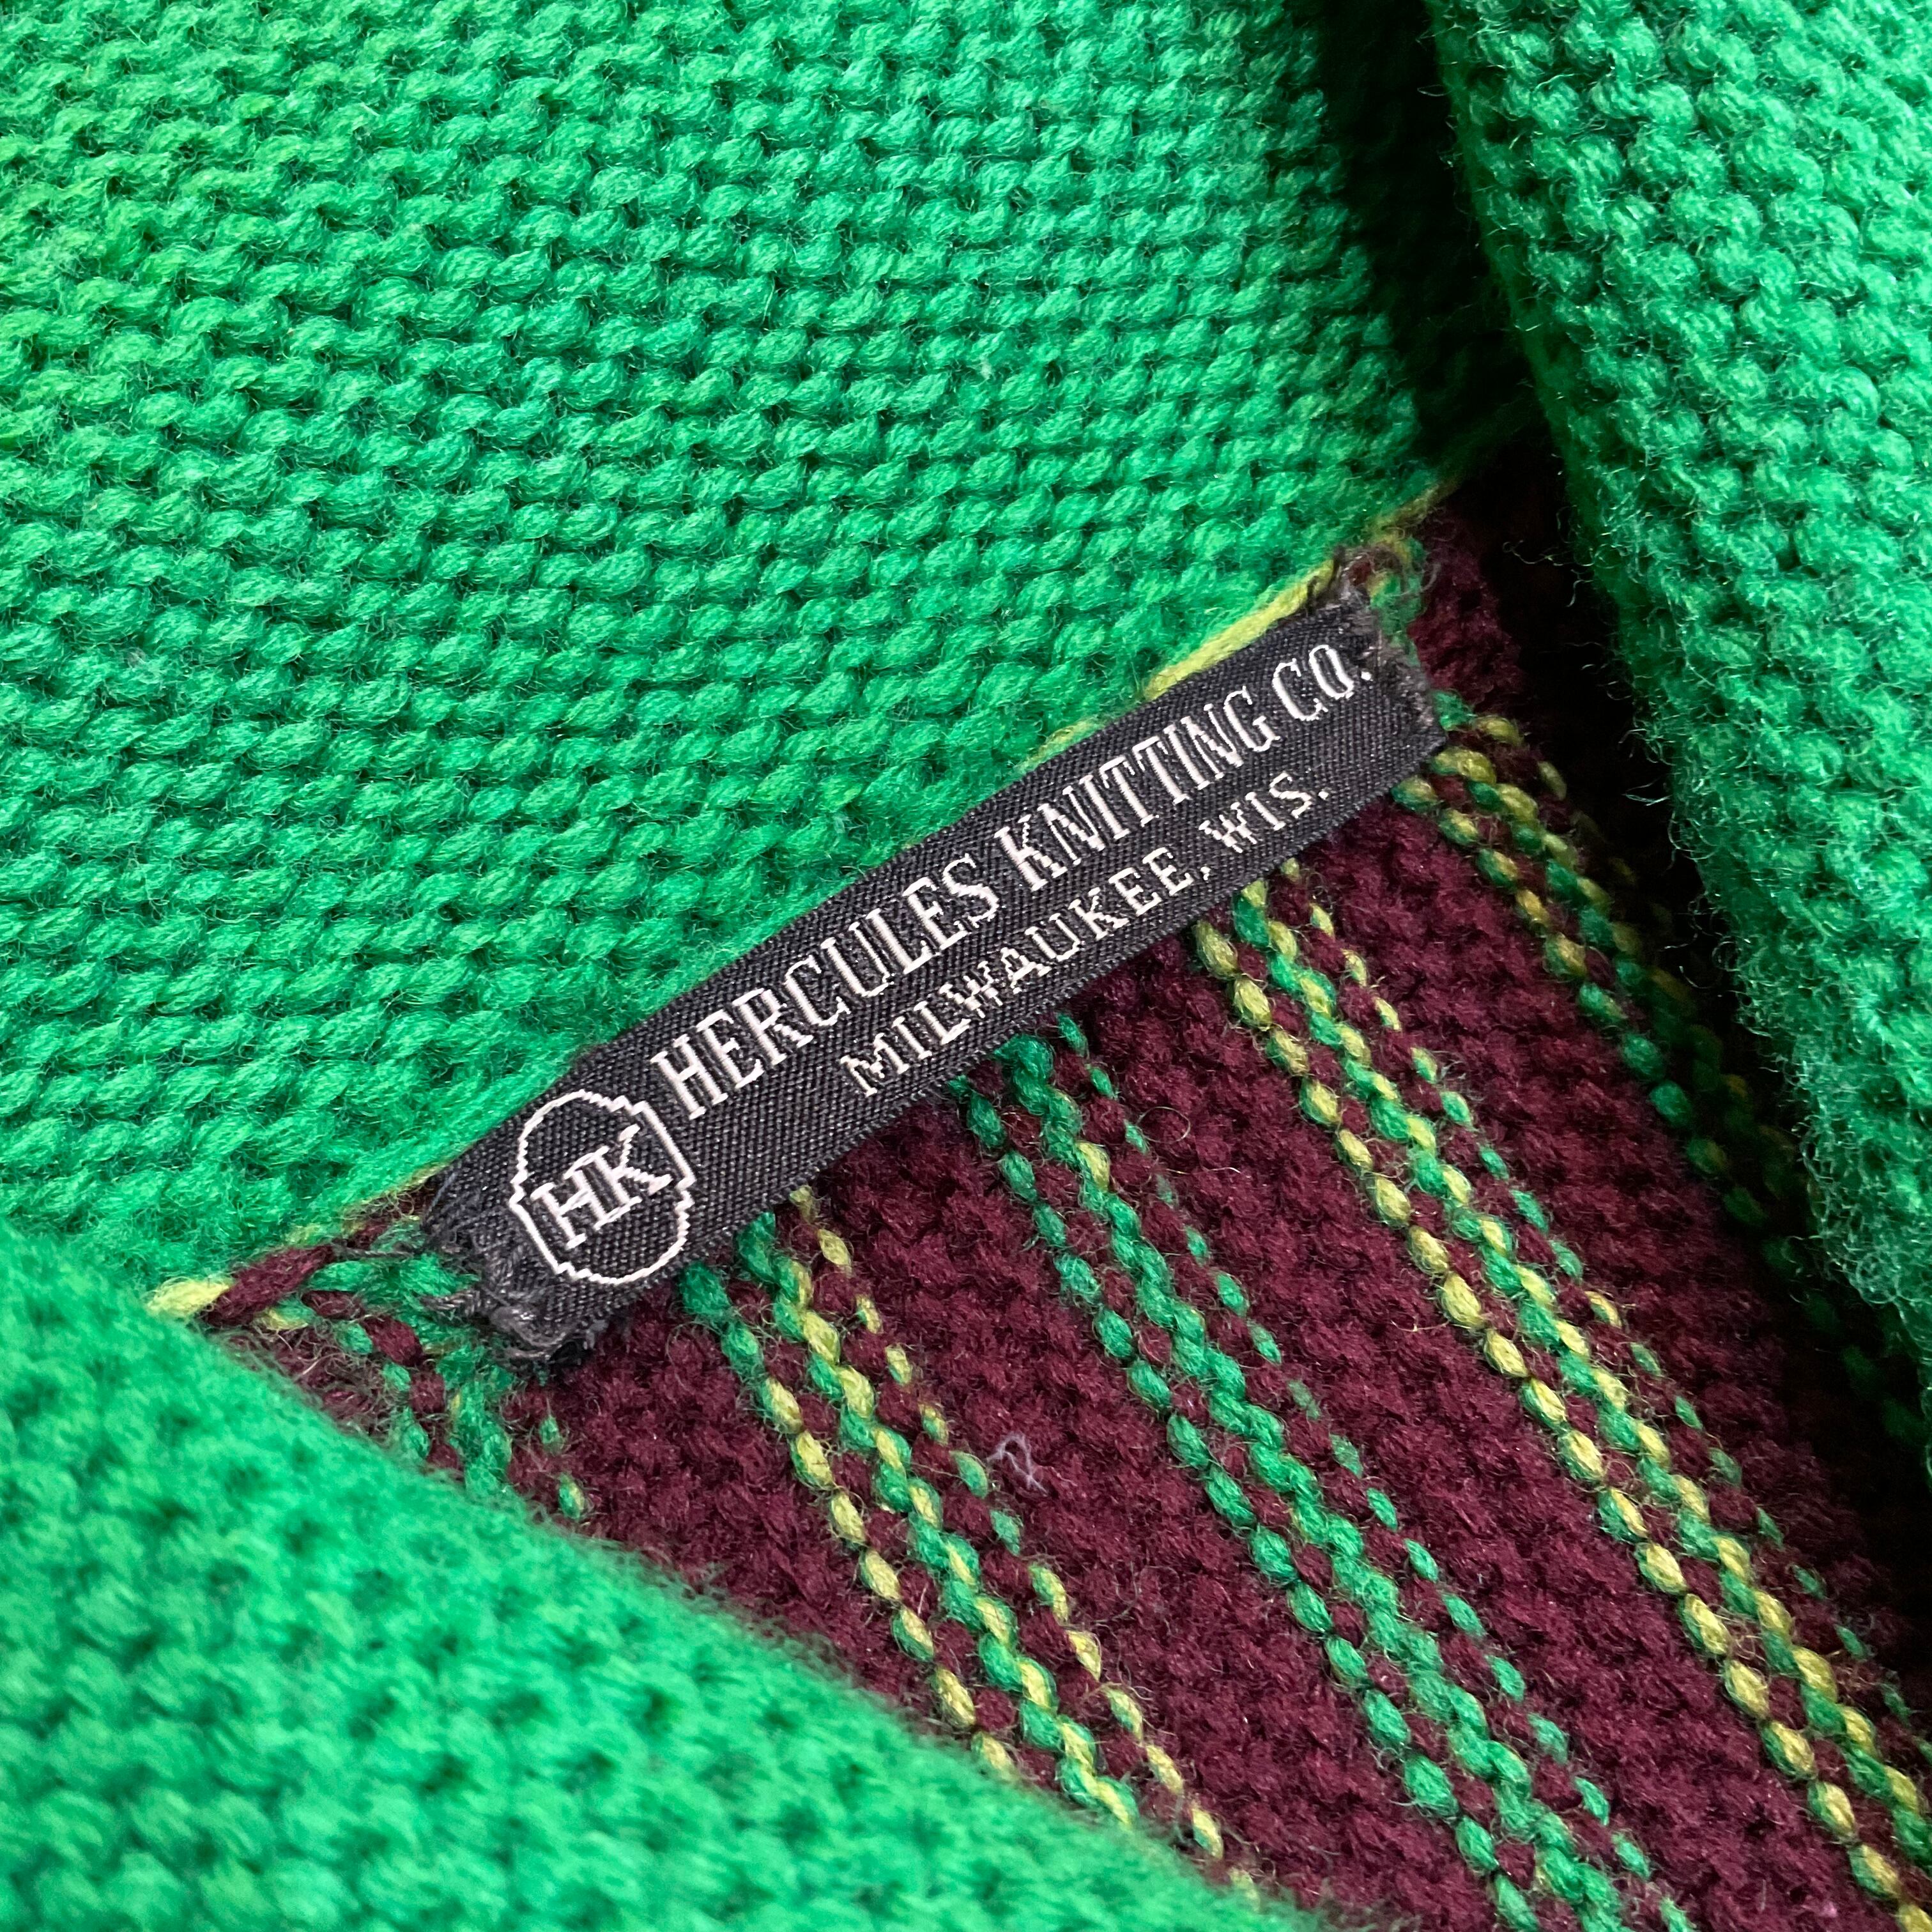 HK
HERCULES KNITTING CO.
MILWAUKEE, WIS.